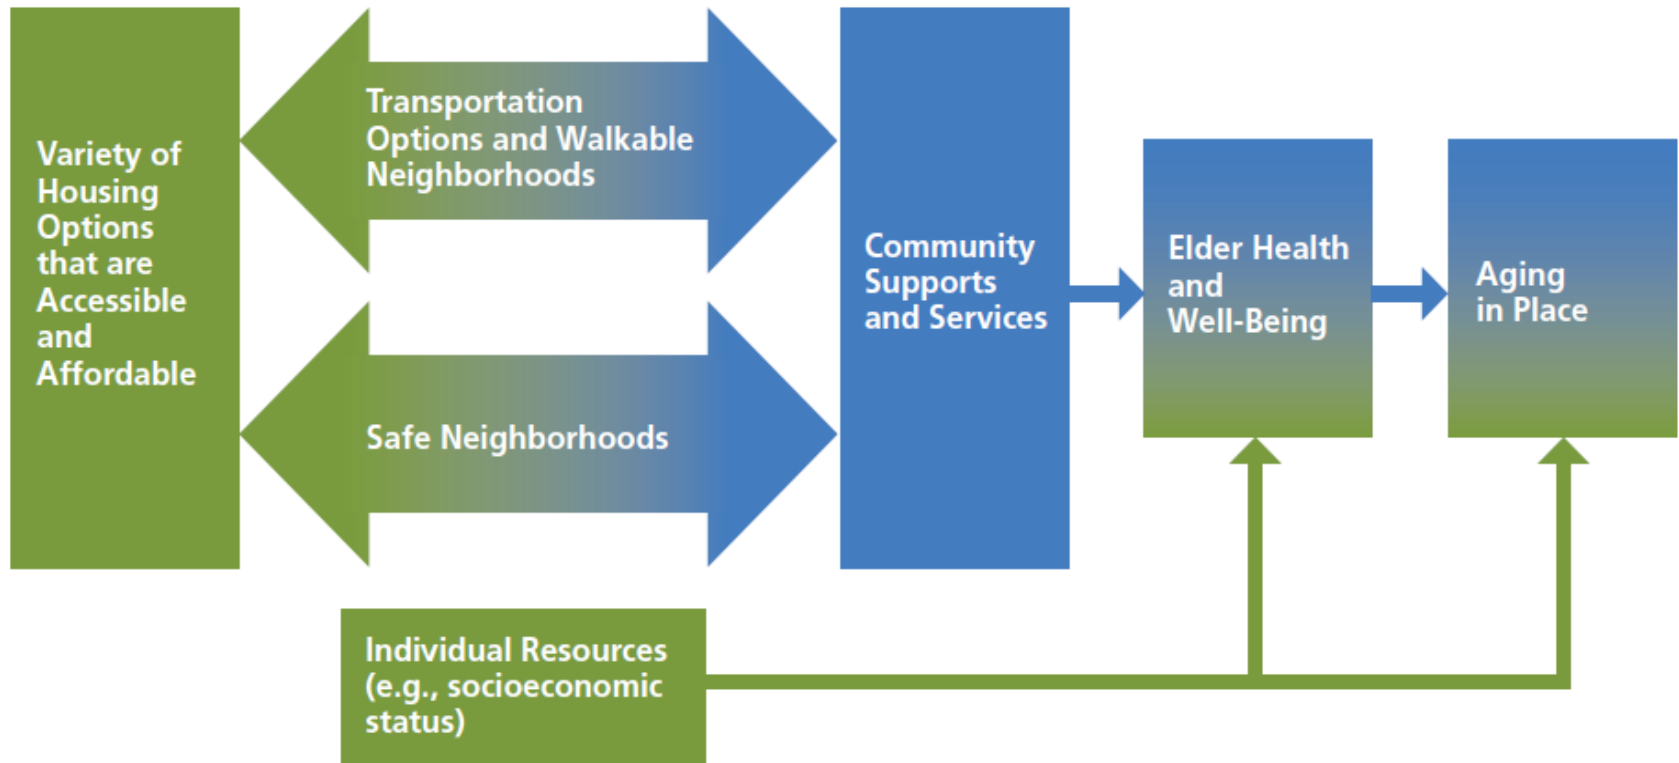 Variety of
Housing
Options
that are
Accessible
and
Affordable
Transportation
Options and Walkable
Neighborhoods
Safe Neighborhoods
Community
Supports
and Services
Elder Health
and
Well-Being
Aging
in Place
Individual Resources
(e.g., socioeconomic
status)